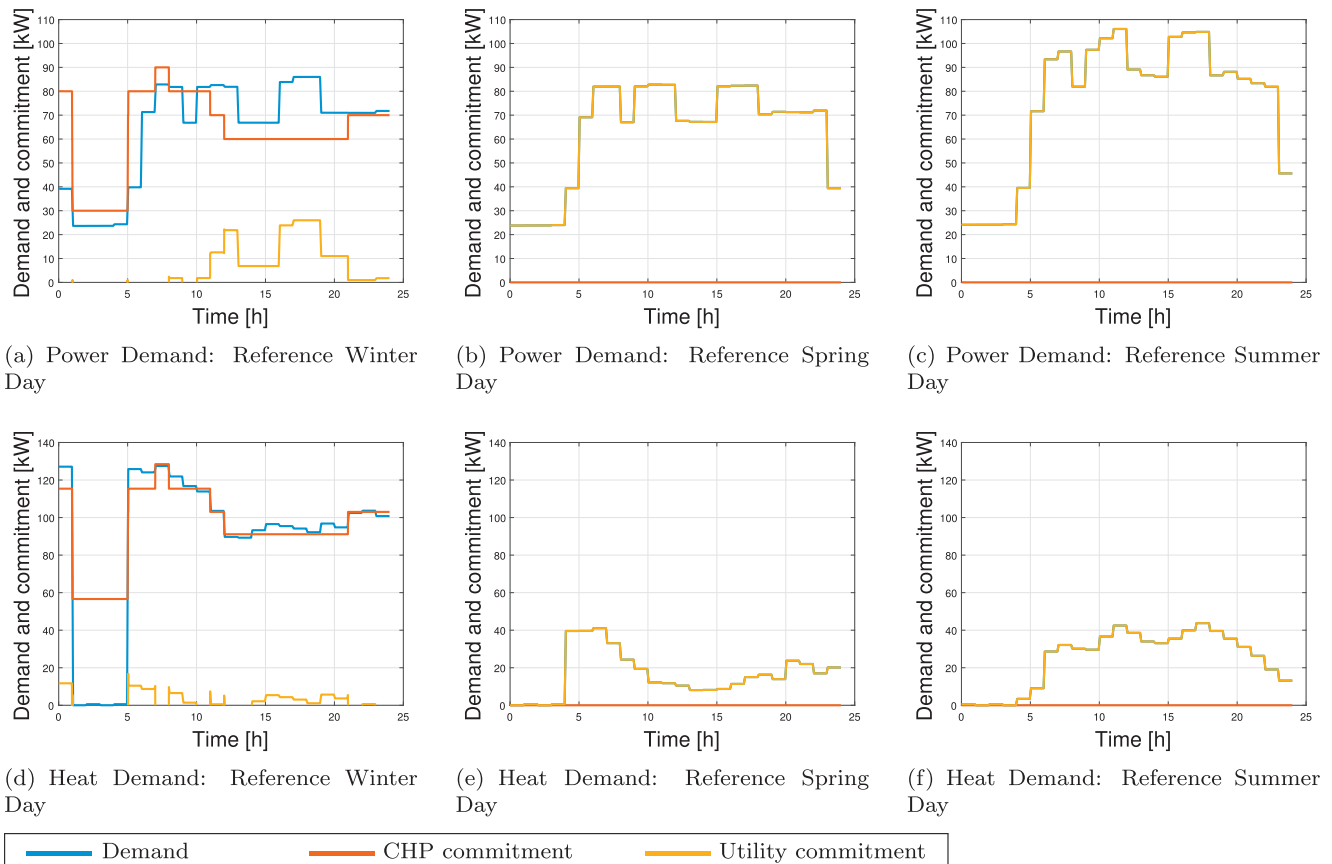 Demand and commitment [kW]
110
100
90
80
70
60
50
40
30
20
10
0
0 5 10 15 20 25
Time [h]
(a) Power Demand: Reference Winter
Day
Demand and commitment [kW]
110
100
90
80
70
60
50
40
30
20
10
0
0 5 10 15 20 25
Time [h]
(b) Power Demand: Reference Spring
Day
Demand and commitment [kW]
110
100
90
80
70
60
50
40
30
20
10
0
0 5 10 15 20 25
Time [h]
(c) Power Demand: Reference Summer
Day
Demand and commitment [kW]
140
120
100
80
60
40
20
0
0 5 10 15 20 25
Time [h]
(d) Heat Demand: Reference Winter
Day
Demand and commitment [kW]
140
120
100
80
60
40
20
0
0 5 10 15 20 25
Time [h]
(e) Heat Demand: Reference Spring
Day
Demand and commitment [kW]
140
120
100
80
60
40
20
0
0 5 10 15 20 25
Time [h]
(f) Heat Demand: Reference Summer
Day
Demand CHP commitment Utility commitment